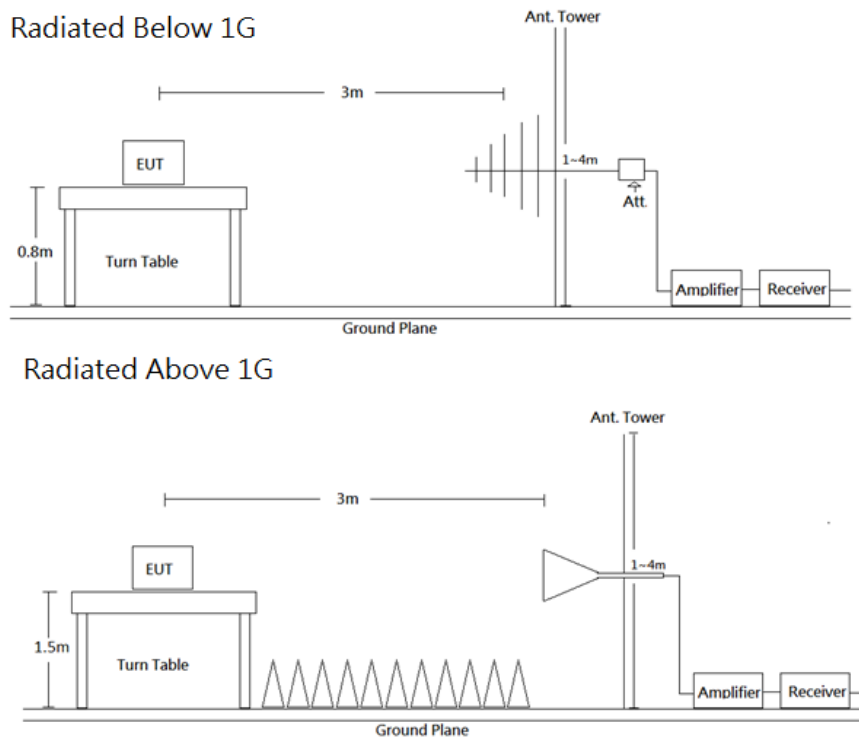 Radiated Below 1G
Ant. Tower
3m
EUT
1~4m
Att.
0.8m
Turn Table
Amplifier
Receiver
Ground Plane
Radiated Above 1G
Ant. Tower
3m
EUT
1~4m
1.5m
Turn Table
Amplifier
Receiver
Ground Plane